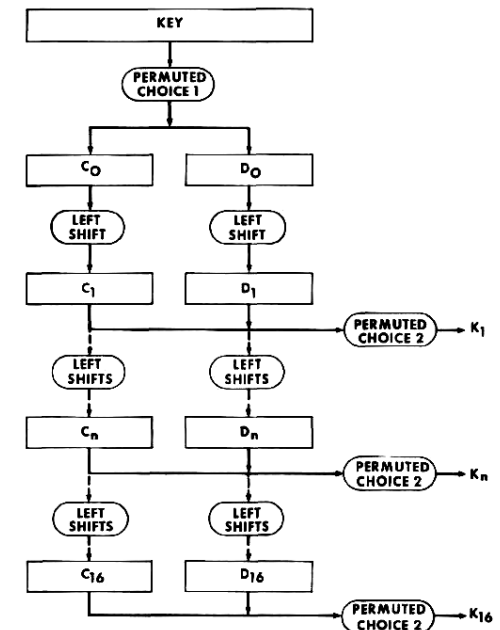 KEY
PERMUTED
CHOICE 1
C0
D0
LEFT
SHIFT
LEFT
SHIFT
C1
D1
PERMUTED
CHOICE 2
K1
LEFT
SHIFTS
LEFT
SHIFTS
Cn
Dn
PERMUTED
CHOICE 2
Kn
LEFT
SHIFTS
LEFT
SHIFTS
C16
D16
PERMUTED
CHOICE 2
K16